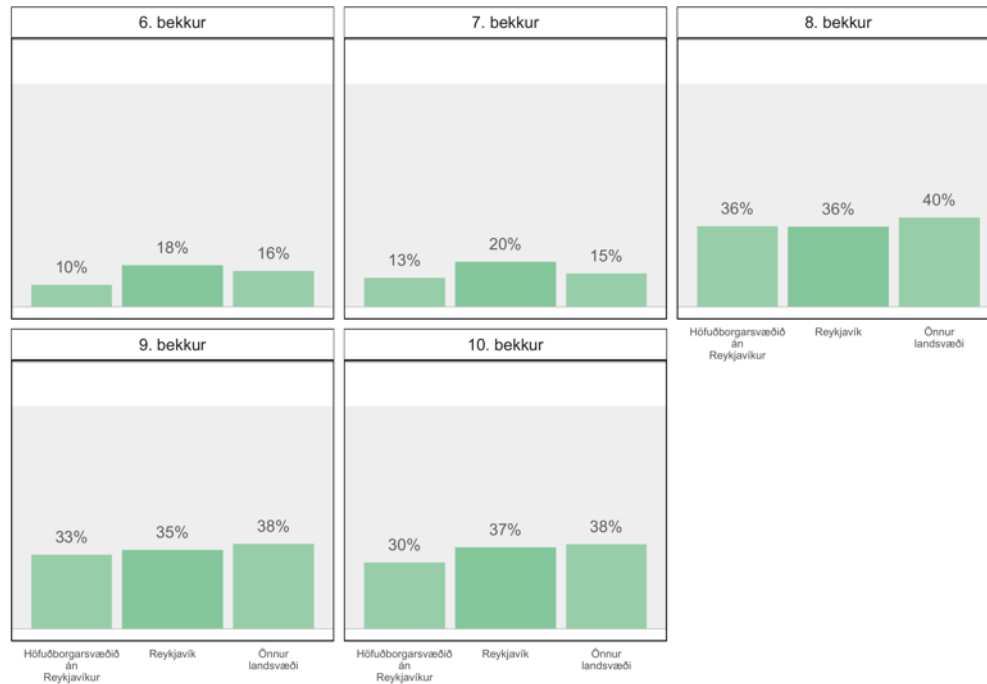 6. bekkur
10%
18%
16%
7. bekkur
13%
20%
15%
8. bekkur
36%
36%
40%
Höfuðborgarsvæðið
án
Reykjavíkur
Reykjavík
Önnur
landsvæði
9. bekkur
33%
35%
38%
Höfuðborgarsvæðið
án
Reykjavíkur
Reykjavík
Önnur
landsvæði
10. bekkur
30%
37%
38%
Höfuðborgarsvæðið
án
Reykjavíkur
Reykjavík
Önnur
landsvæði